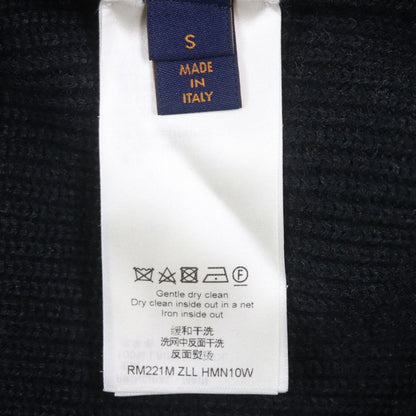 S
MADE
IN
ITALY
Gentle dry clean
Dry clean inside out in a net
Iron inside out
缓和干洗
洗网中反面干洗
反面熨烫
RM221M ZLL HMN10W